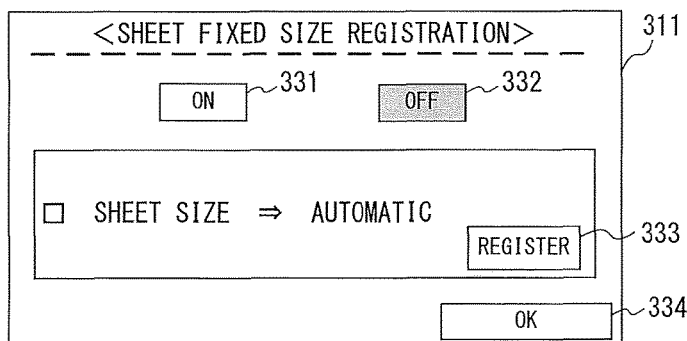 <SHEET FIXED SIZE REGISTRATION>
311
ON 331 OFF 332
□ SHEET SIZE ⇒ AUTOMATIC
REGISTER 333
OK 334